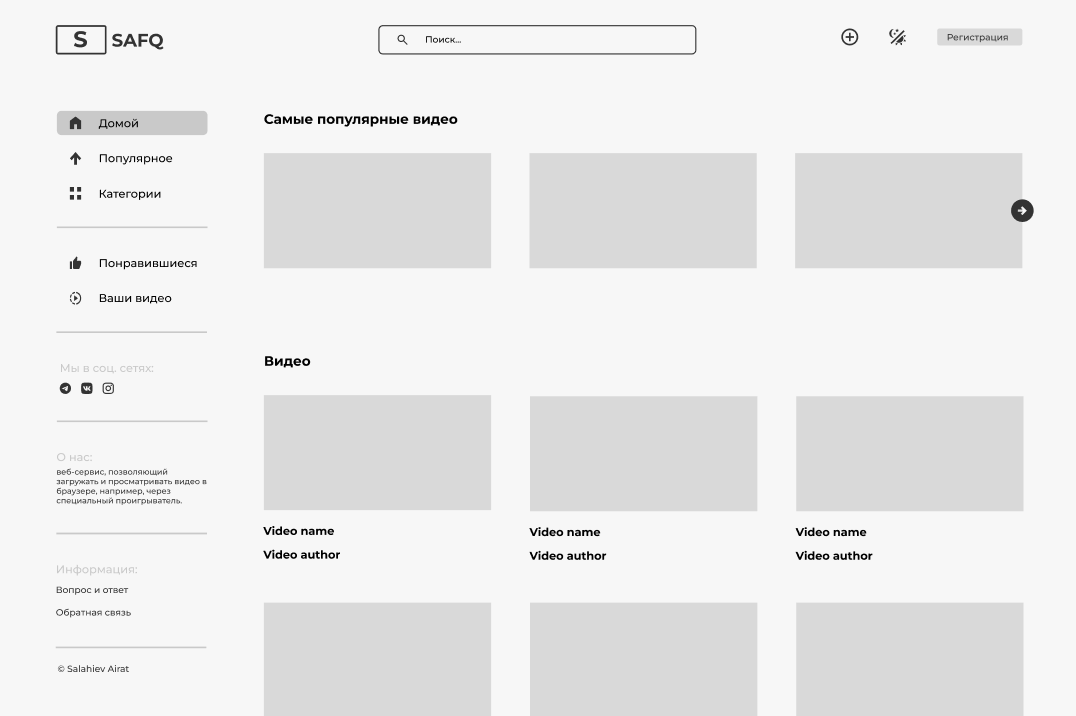 S SAFQ
Поиск...
Регистрация
Домой
Популярное
Категории
Понравившиеся
Ваши видео
Мы в соц. сетях:
О нас:
веб-сервис, позволяющий
загружать и просматривать видео в
браузере, например, через
специальный проигрыватель.
Информация:
Вопрос и ответ
Обратная связь
© Salahiev Airat
Самые популярные видео
Видео
Video name
Video author
Video name
Video author
Video name
Video author